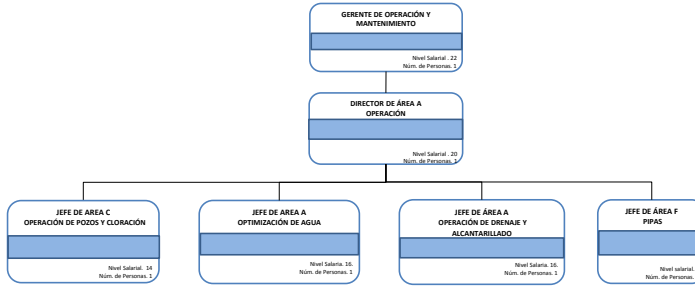 GERENTE DE OPERACIÓN Y
MANTENIMIENTO
Nivel Salarial . 22
Núm. de Personas. 1
DIRECTOR DE ÁREA A
OPERACIÓN
Nivel Salarial . 20
Núm. de Personas. 1
JEFE DE AREA C
OPERACIÓN DE POZOS Y CLORACIÓN
Nivel Salarial. 14
Núm. de Personas. 1
JEFE DE AREA A
OPTIMIZACIÓN DE AGUA
Nivel Salaria. 16.
Núm. de Personas. 1
JEFE DE ÁREA A
OPERACIÓN DE DRENAJE Y
ALCANTARILLADO
Nivel Salaria. 16.
Núm. de Personas. 1
JEFE DE ÁREA F
PIPAS
Nivel salarial.
Núm. de Personas.